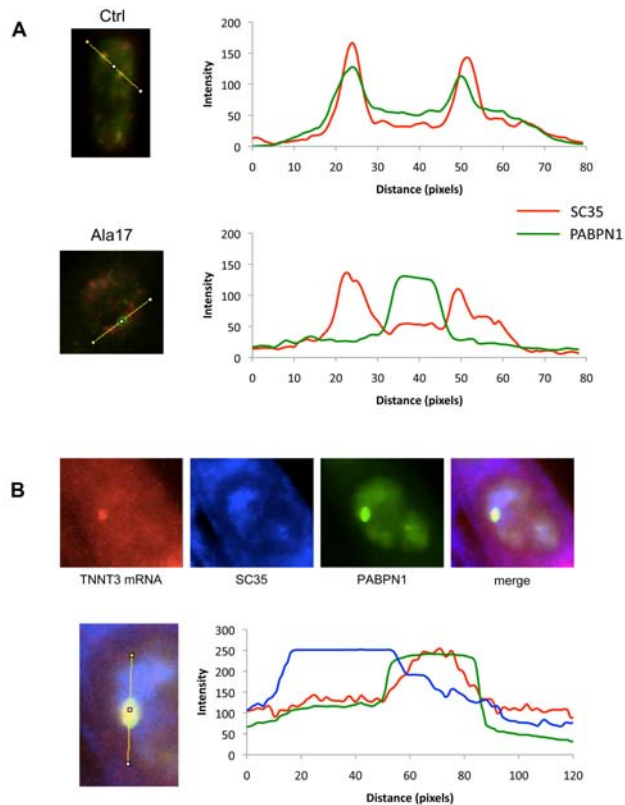 A
Ctrl
200
150
100
50
0
Intensity
0 10 20 30 40 50 60 70 80
Distance (pixels)
SC35
PABPN1
Ala17
200
150
100
50
0
Intensity
0 10 20 30 40 50 60 70 80
Distance (pixels)
B
TNNT3 mRNA SC35 PABPN1 merge
300
250
200
150
100
50
0
Intensity
0 20 40 60 80 100 120
Distance (pixels)